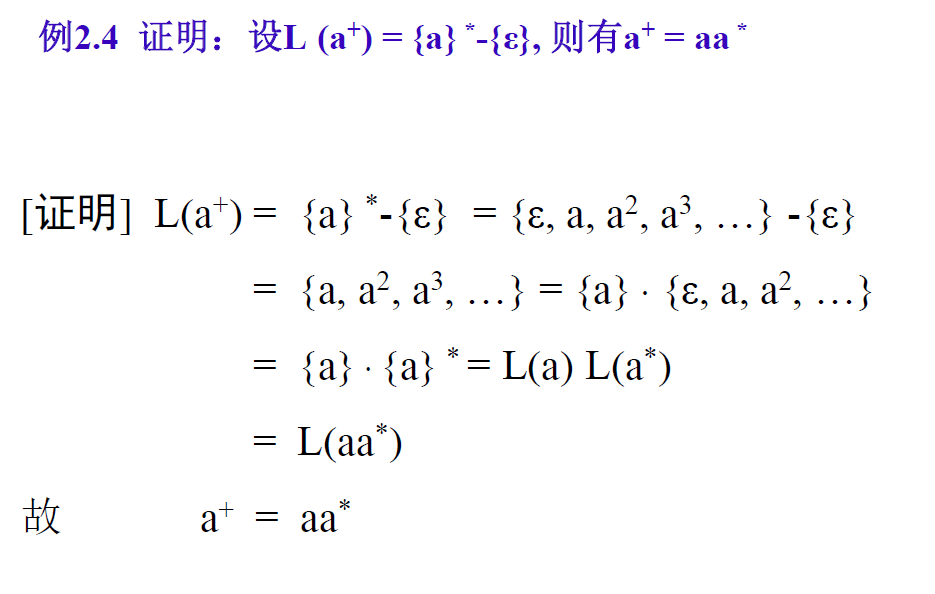 例2.4 证明：设L (a⁺) = {a} *-{ε}, 则有a⁺ = aa *
[证明] L(a⁺) = {a} *-{ε} = {ε, a, a², a³, …} -{ε}
= {a, a², a³, …} = {a} · {ε, a, a², …}
= {a} · {a} * = L(a) L(a*)
= L(aa*)
故 a⁺ = aa*